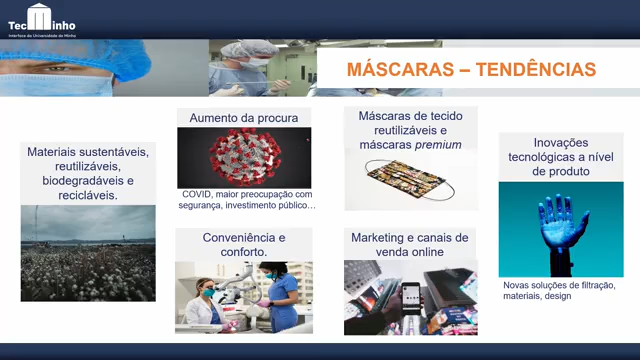 TecMinho
Interface da Universidade do Minho
MÁSCARAS – TENDÊNCIAS
Materiais sustentáveis,
reutilizáveis,
biodegradáveis e
recicláveis.
Aumento da procura
COVID, maior preocupação com
segurança, investimento público…
Conveniência e
conforto.
Máscaras de tecido
reutilizáveis e
máscaras premium
Marketing e canais de
venda online
Inovações
tecnológicas a nível
de produto
Novas soluções de filtração,
materiais, design